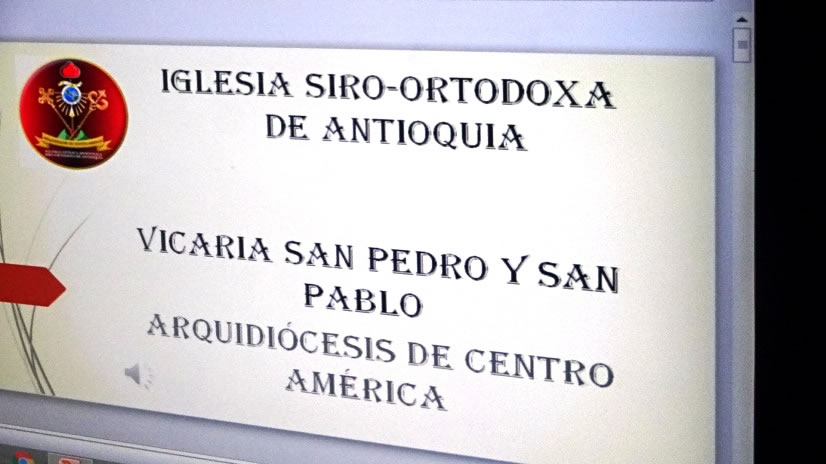 IGLESIA SIRO-ORTODOXA
DE ANTIOQUIA
VICARIA SAN PEDRO Y SAN
PABLO
ARQUIDIÓCESIS DE CENTRO
AMÉRICA